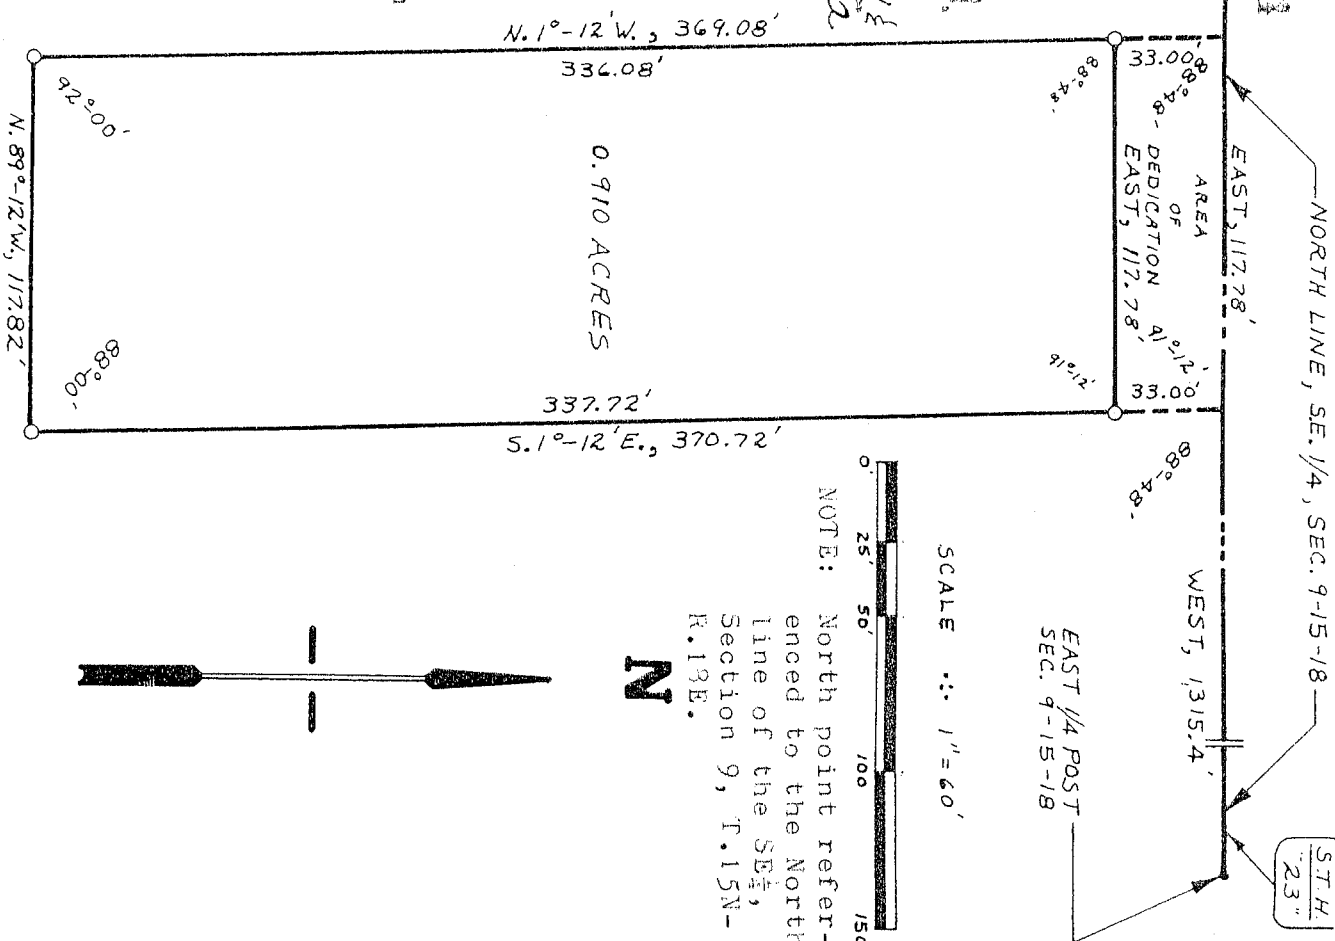 NORTH LINE, SE. 1/4, SEC. 9-15-18
S.T.H.
"23"
EAST, 117.78'
WEST, 1,315.4'
AREA
OF
DEDICATION
EAST, 117.78'
33.00'
88°-48'
91°-12'
33.00'
88°-48'
EAST 1/4 POST
SEC. 9-15-18
88°-48'
91°-12'
N. 1°-12' W., 369.08'
336.08'
0.910 ACRES
337.72'
S. 1°-12' E., 370.72'
92°-00'
88°-00'
N. 89°-12' W., 117.82'
SCALE ∴ 1" = 60'
0' 25' 50' 100 150
NOTE: North point refer-
enced to the North
line of the SE¼,
Section 9, T.15N-
R.18E.
N